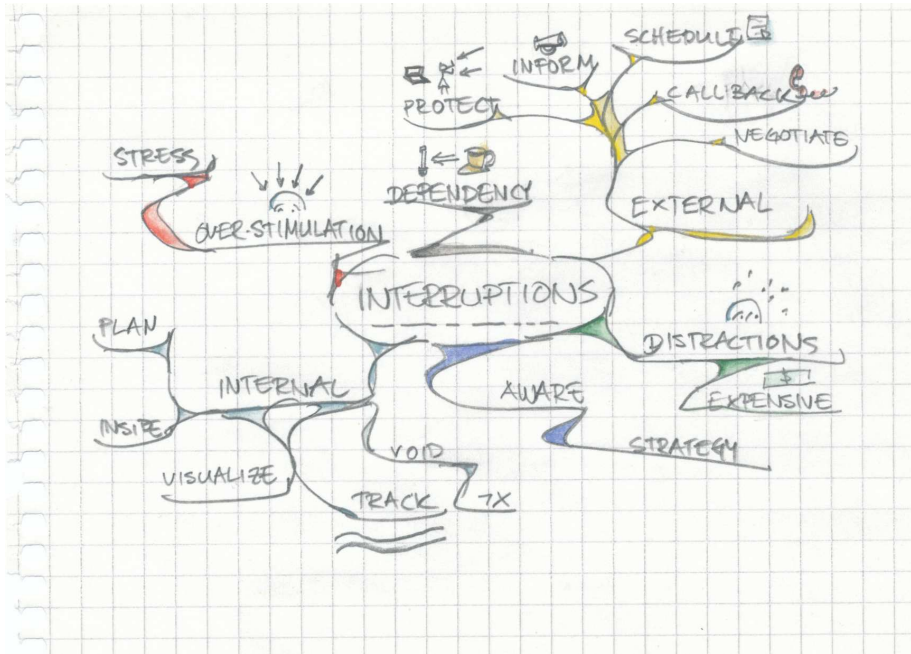 SCHEDULE
INFORM
CALLBACK
PROTECT
NEGOTIATE
STRESS
DEPENDENCY
EXTERNAL
OVER-STIMULATION
INTERRUPTIONS
PLAN
DISTRACTIONS
$
INTERNAL
AWARE
EXPENSIVE
INSIDE
VOID
STRATEGY
VISUALIZE
TRACK
7X